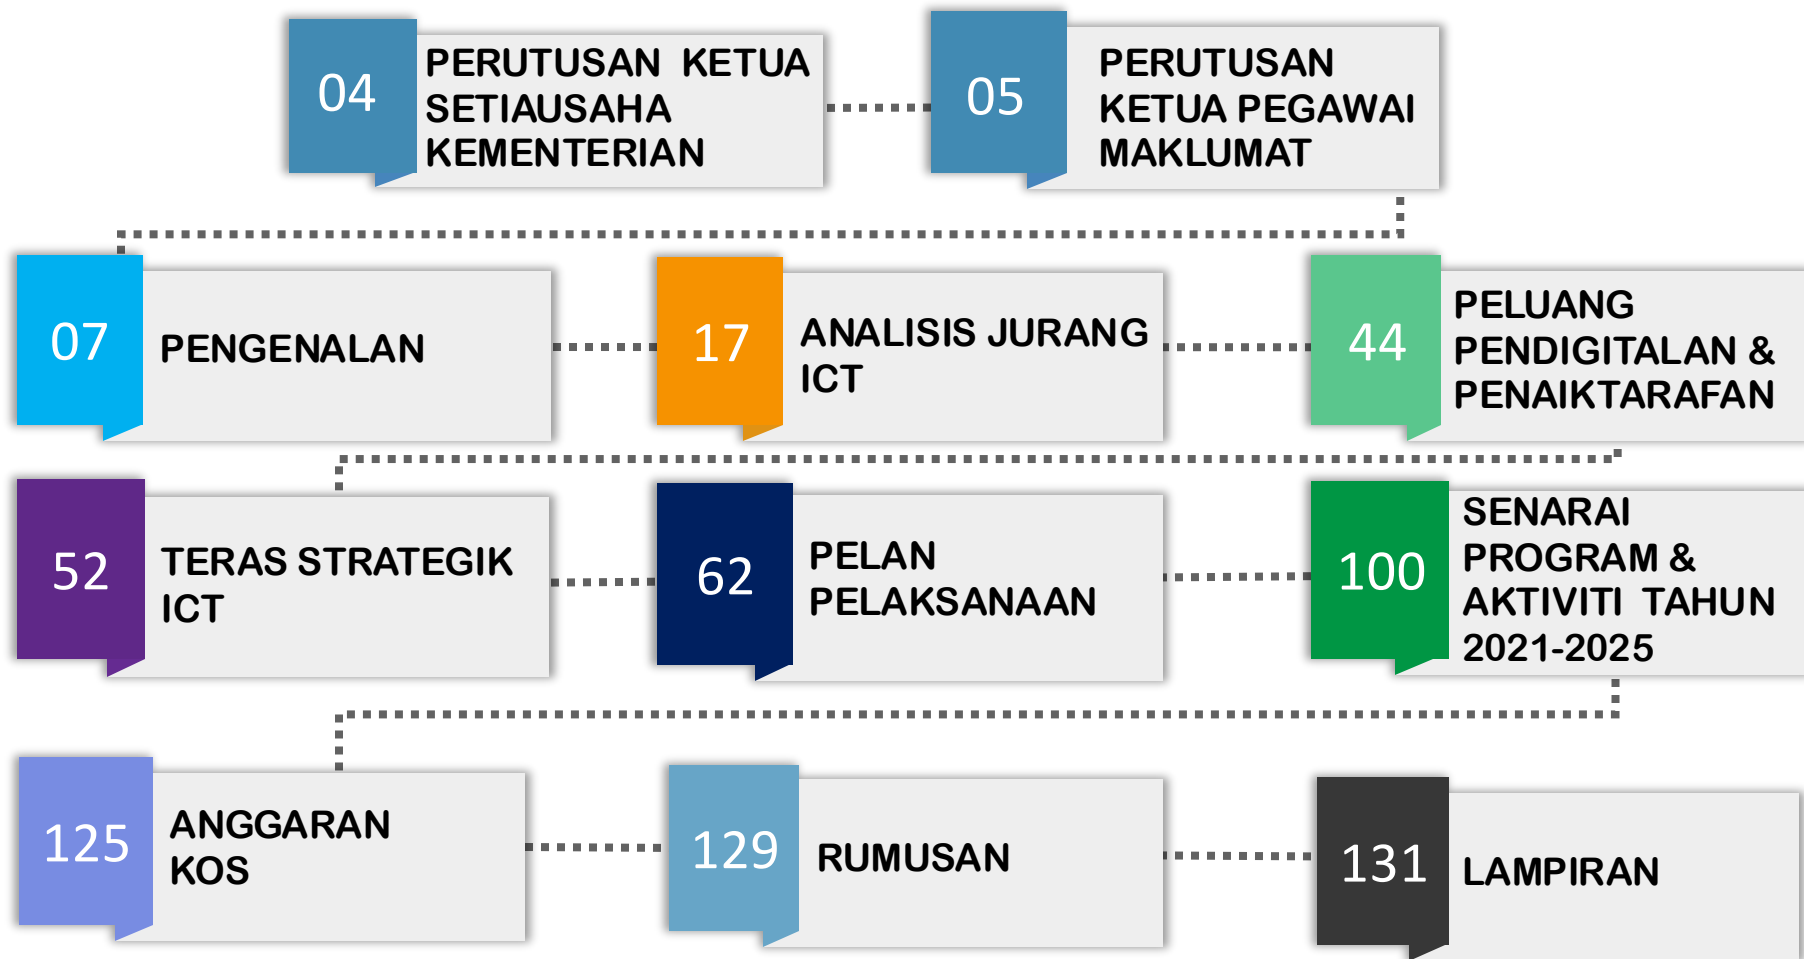 04
PERUTUSAN KETUA
SETIAUSAHA
KEMENTERIAN
05
PERUTUSAN
KETUA PEGAWAI
MAKLUMAT
07
PENGENALAN
17
ANALISIS JURANG
ICT
44
PELUANG
PENDIGITALAN &
PENAIKTARAFAN
52
TERAS STRATEGIK
ICT
62
PELAN
PELAKSANAAN
100
SENARAI
PROGRAM &
AKTIVITI TAHUN
2021-2025
125
ANGGARAN
KOS
129
RUMUSAN
131
LAMPIRAN